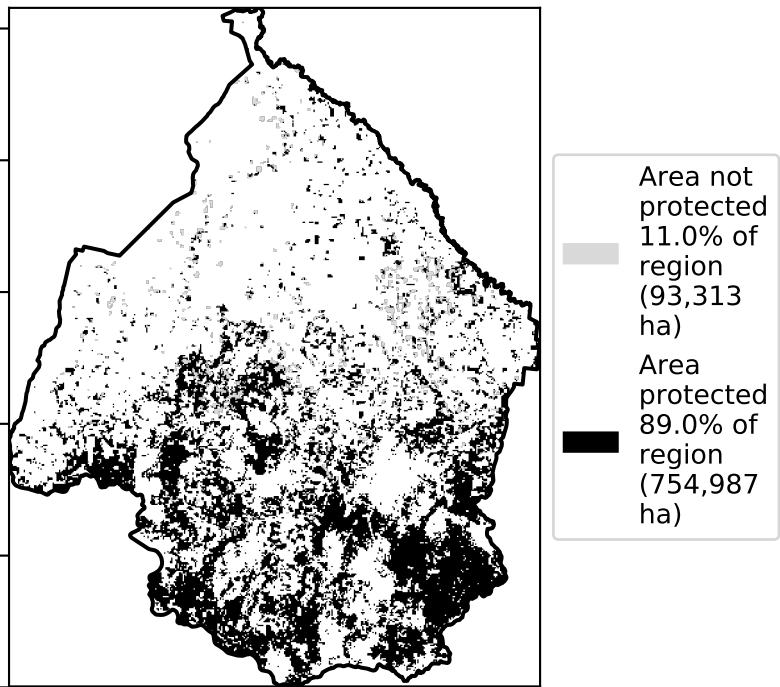 Area not
protected
11.0% of
region
(93,313
ha)
Area
protected
89.0% of
region
(754,987
ha)